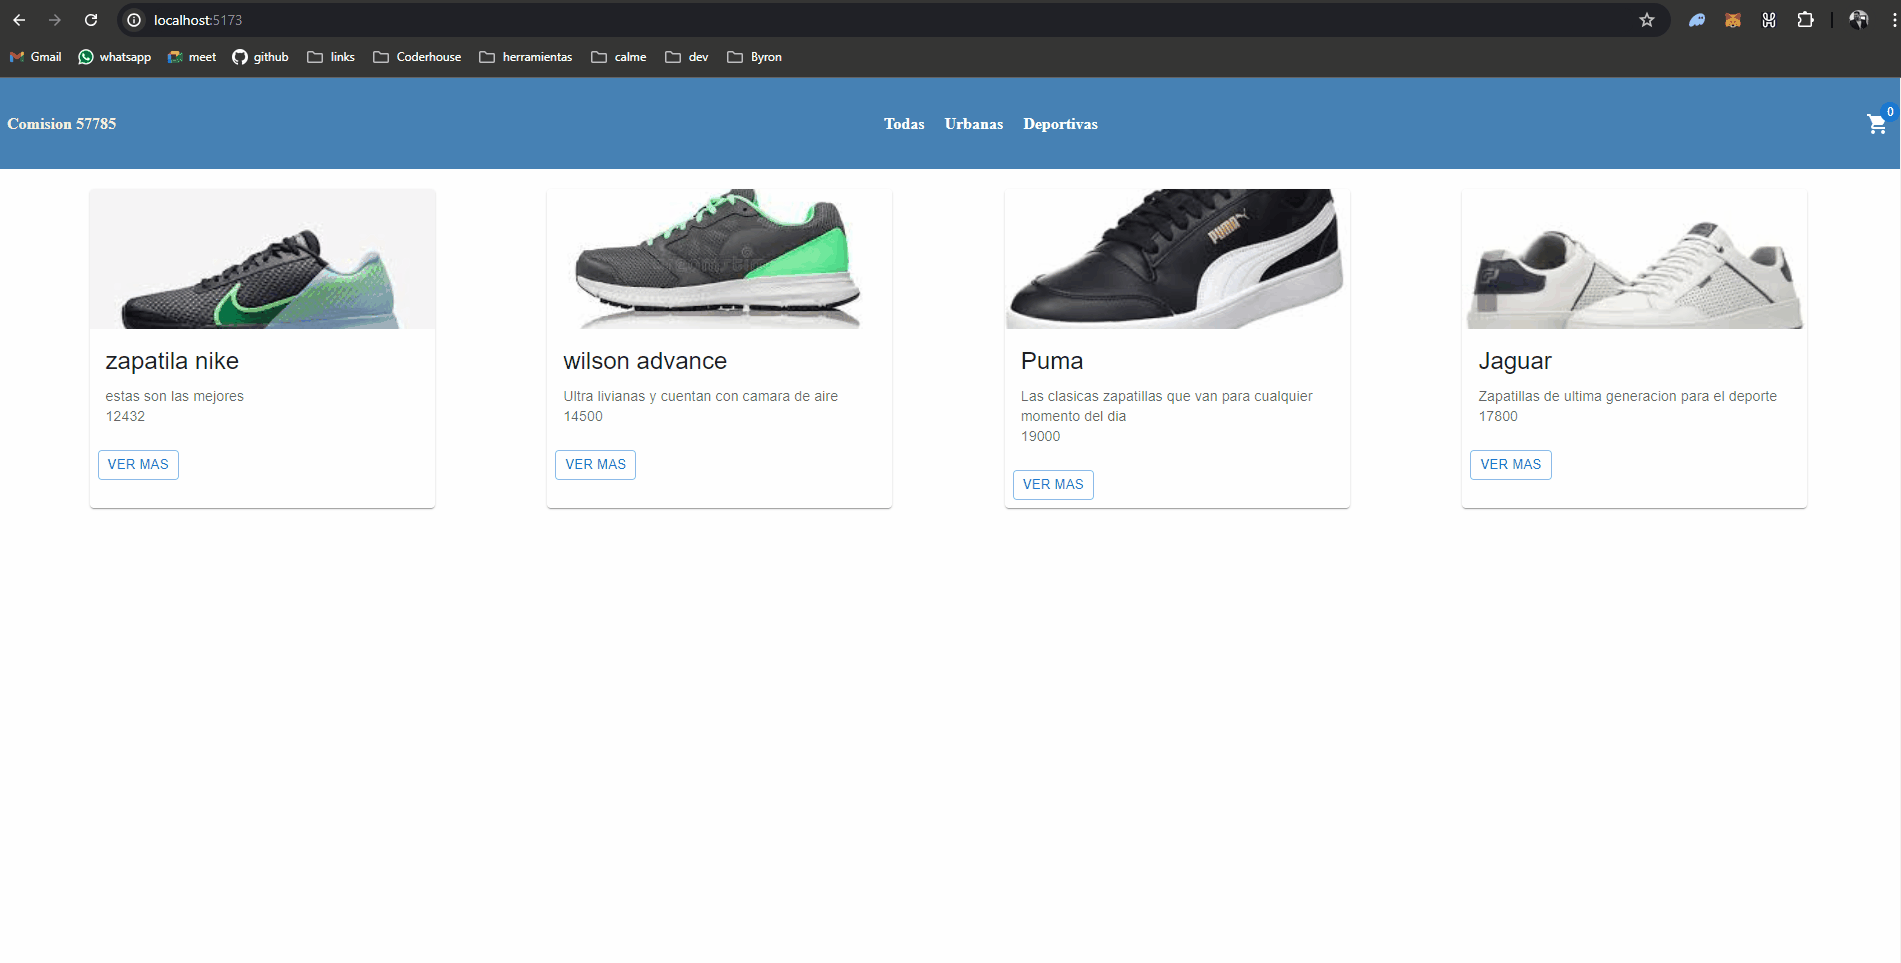 localhost:5173
Gmail whatsapp meet github links Coderhouse herramientas calme dev Byron
Comision 57785
Todas Urbanas Deportivas
0
zapatila nike
estas son las mejores
12432
VER MAS
wilson advance
Ultra livianas y cuentan con camara de aire
14500
VER MAS
PUMA
Puma
Las clasicas zapatillas que van para cualquier
momento del dia
19000
VER MAS
Jaguar
Zapatillas de ultima generacion para el deporte
17800
VER MAS